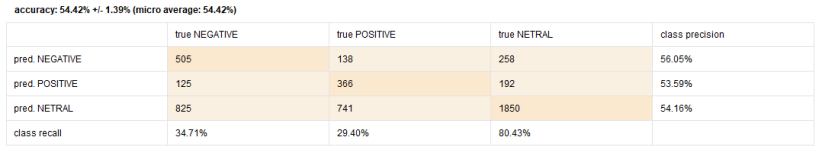 accuracy: 54.42% +/- 1.39% (micro average: 54.42%)
true NEGATIVE true POSITIVE true NETRAL class precision
pred. NEGATIVE 505 138 258 56.05%
pred. POSITIVE 125 366 192 53.59%
pred. NETRAL 825 741 1850 54.16%
class recall 34.71% 29.40% 80.43%